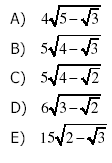 A) 4√(5−√3)
B) 5√(4−√3)
C) 5√(4−√2)
D) 6√(3−√2)
E) 15√(2−√3)